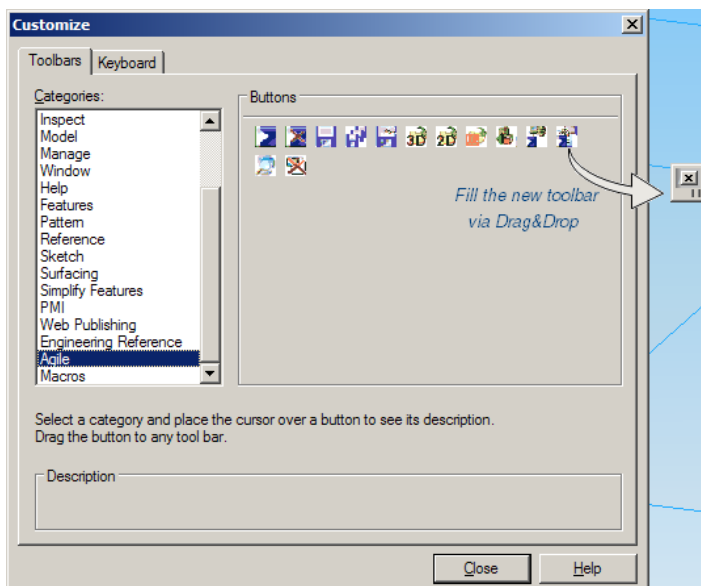 Customize
Toolbars
Keyboard
Categories:
Inspect
Model
Manage
Window
Help
Features
Pattern
Reference
Sketch
Surfacing
Simplify Features
PMI
Web Publishing
Engineering Reference
Agile
Macros
Buttons
3D
2D
Fill the new toolbar
via Drag&Drop
Select a category and place the cursor over a button to see its description.
Drag the button to any tool bar.
Description
Close
Help